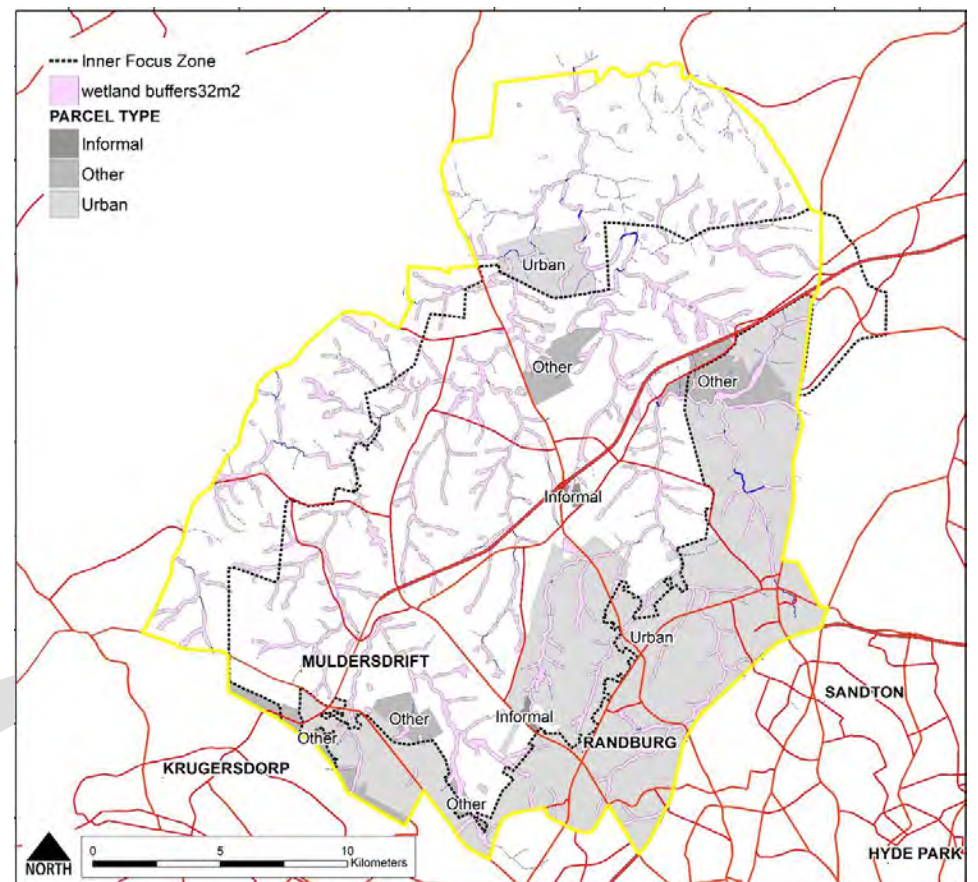 Inner Focus Zone
wetland buffers32m2
PARCEL TYPE
Informal
Other
Urban
Urban
Other
Other
Informal
Urban
MULDERSDRIFT
SANDTON
Other
Informal
Other
RANDBURG
KRUGERSDORP
Other
HYDE PARK
NORTH
0 5 10
Kilometers